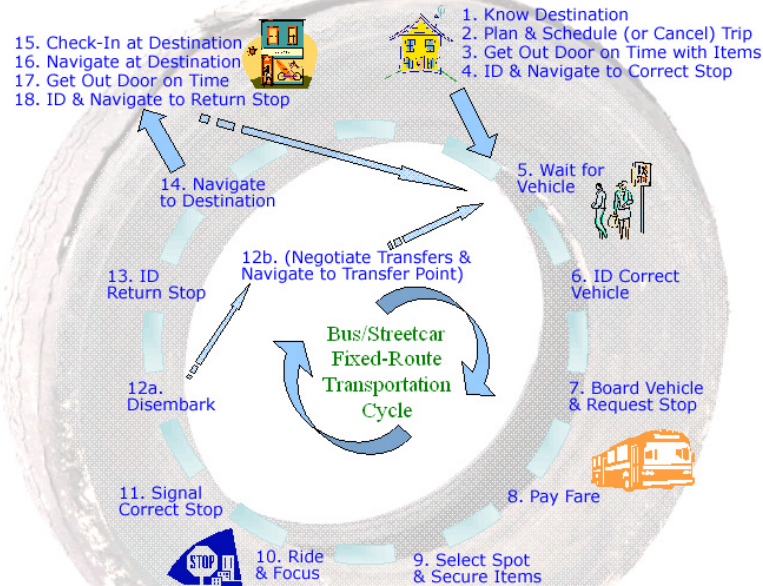 1. Know Destination
2. Plan & Schedule (or Cancel) Trip
3. Get Out Door on Time with Items
4. ID & Navigate to Correct Stop
5. Wait for
Vehicle
6. ID Correct
Vehicle
7. Board Vehicle
& Request Stop
8. Pay Fare
9. Select Spot
& Secure Items
10. Ride
& Focus
STOP
11. Signal
Correct Stop
12a.
Disembark
12b. (Negotiate Transfers &
Navigate to Transfer Point)
13. ID
Return Stop
14. Navigate
to Destination
15. Check-In at Destination
16. Navigate at Destination
17. Get Out Door on Time
18. ID & Navigate to Return Stop
Bus/Streetcar
Fixed-Route
Transportation
Cycle